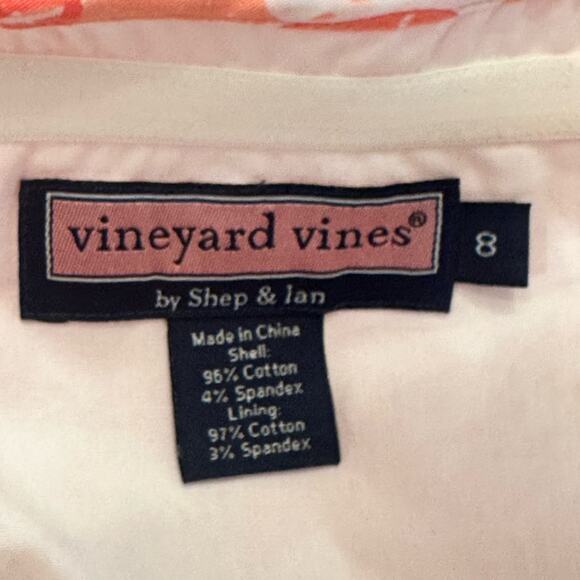 vineyard vines®
8
by Shep & Ian
Made in China
Shell:
96% Cotton
4% Spandex
Lining:
97% Cotton
3% Spandex